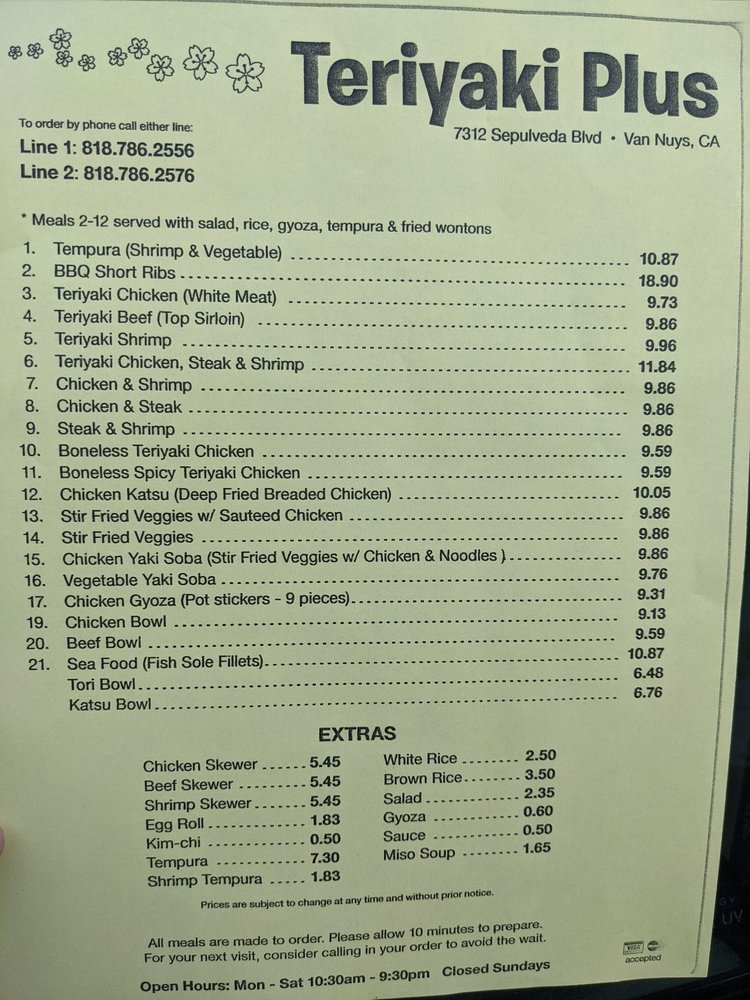 Teriyaki Plus
7312 Sepulveda Blvd • Van Nuys, CA
To order by phone call either line:
Line 1: 818.786.2556
Line 2: 818.786.2576
* Meals 2-12 served with salad, rice, gyoza, tempura & fried wontons
1. Tempura (Shrimp & Vegetable) 10.87
2. BBQ Short Ribs 18.90
3. Teriyaki Chicken (White Meat) 9.73
4. Teriyaki Beef (Top Sirloin) 9.86
5. Teriyaki Shrimp 9.96
6. Teriyaki Chicken, Steak & Shrimp 11.84
7. Chicken & Shrimp 9.86
8. Chicken & Steak 9.86
9. Steak & Shrimp 9.86
10. Boneless Teriyaki Chicken 9.59
11. Boneless Spicy Teriyaki Chicken 9.59
12. Chicken Katsu (Deep Fried Breaded Chicken) 10.05
13. Stir Fried Veggies w/ Sauteed Chicken 9.86
14. Stir Fried Veggies 9.86
15. Chicken Yaki Soba (Stir Fried Veggies w/ Chicken & Noodles ) 9.86
16. Vegetable Yaki Soba 9.76
17. Chicken Gyoza (Pot stickers - 9 pieces) 9.31
19. Chicken Bowl 9.13
20. Beef Bowl 9.59
21. Sea Food (Fish Sole Fillets) 10.87
Tori Bowl 6.48
Katsu Bowl 6.76
EXTRAS
Chicken Skewer 5.45
Beef Skewer 5.45
Shrimp Skewer 5.45
Egg Roll 1.83
Kim-chi 0.50
Tempura 7.30
Shrimp Tempura 1.83
White Rice 2.50
Brown Rice 3.50
Salad 2.35
Gyoza 0.60
Sauce 0.50
Miso Soup 1.65
Prices are subject to change at any time and without prior notice.
All meals are made to order. Please allow 10 minutes to prepare.
For your next visit, consider calling in your order to avoid the wait.
Open Hours: Mon - Sat 10:30am - 9:30pm Closed Sundays
VISA
accepted
GV
UV